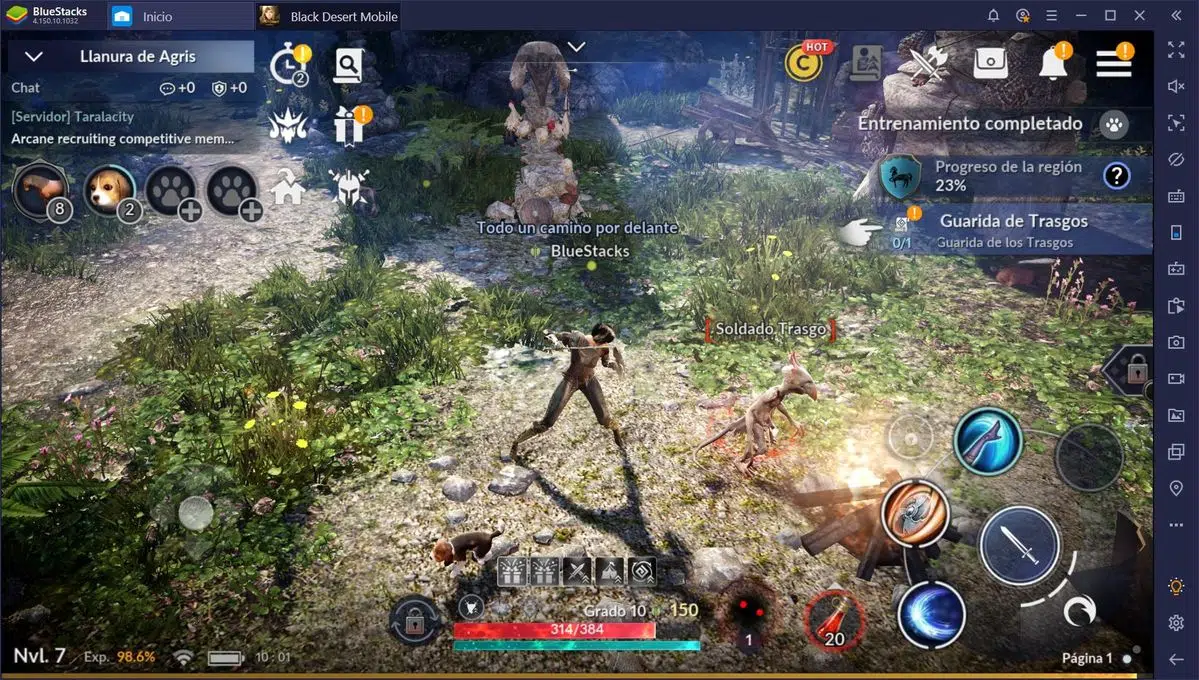 BlueStacks
4.150.10.1032
Inicio
Black Desert Mobile
Llanura de Agris
Chat
+0
+0
[Servidor] Taralacity
Arcane recruiting competitive mem...
8
2
2
HOT
C
Entrenamiento completado
Progreso de la región
23%
?
Guarida de Trasgos
0/1
Guarida de los Trasgos
Todo un camino por delante
BlueStacks
Soldado Trasgo
Grado 10
150
314/384
1
20
Nvl. 7
Exp. 98.6%
10:01
Página 1